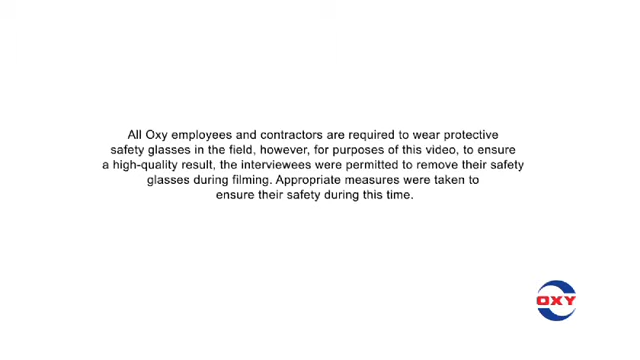 All Oxy employees and contractors are required to wear protective
safety glasses in the field, however, for purposes of this video, to ensure
a high-quality result, the interviewees were permitted to remove their safety
glasses during filming. Appropriate measures were taken to
ensure their safety during this time.
OXY